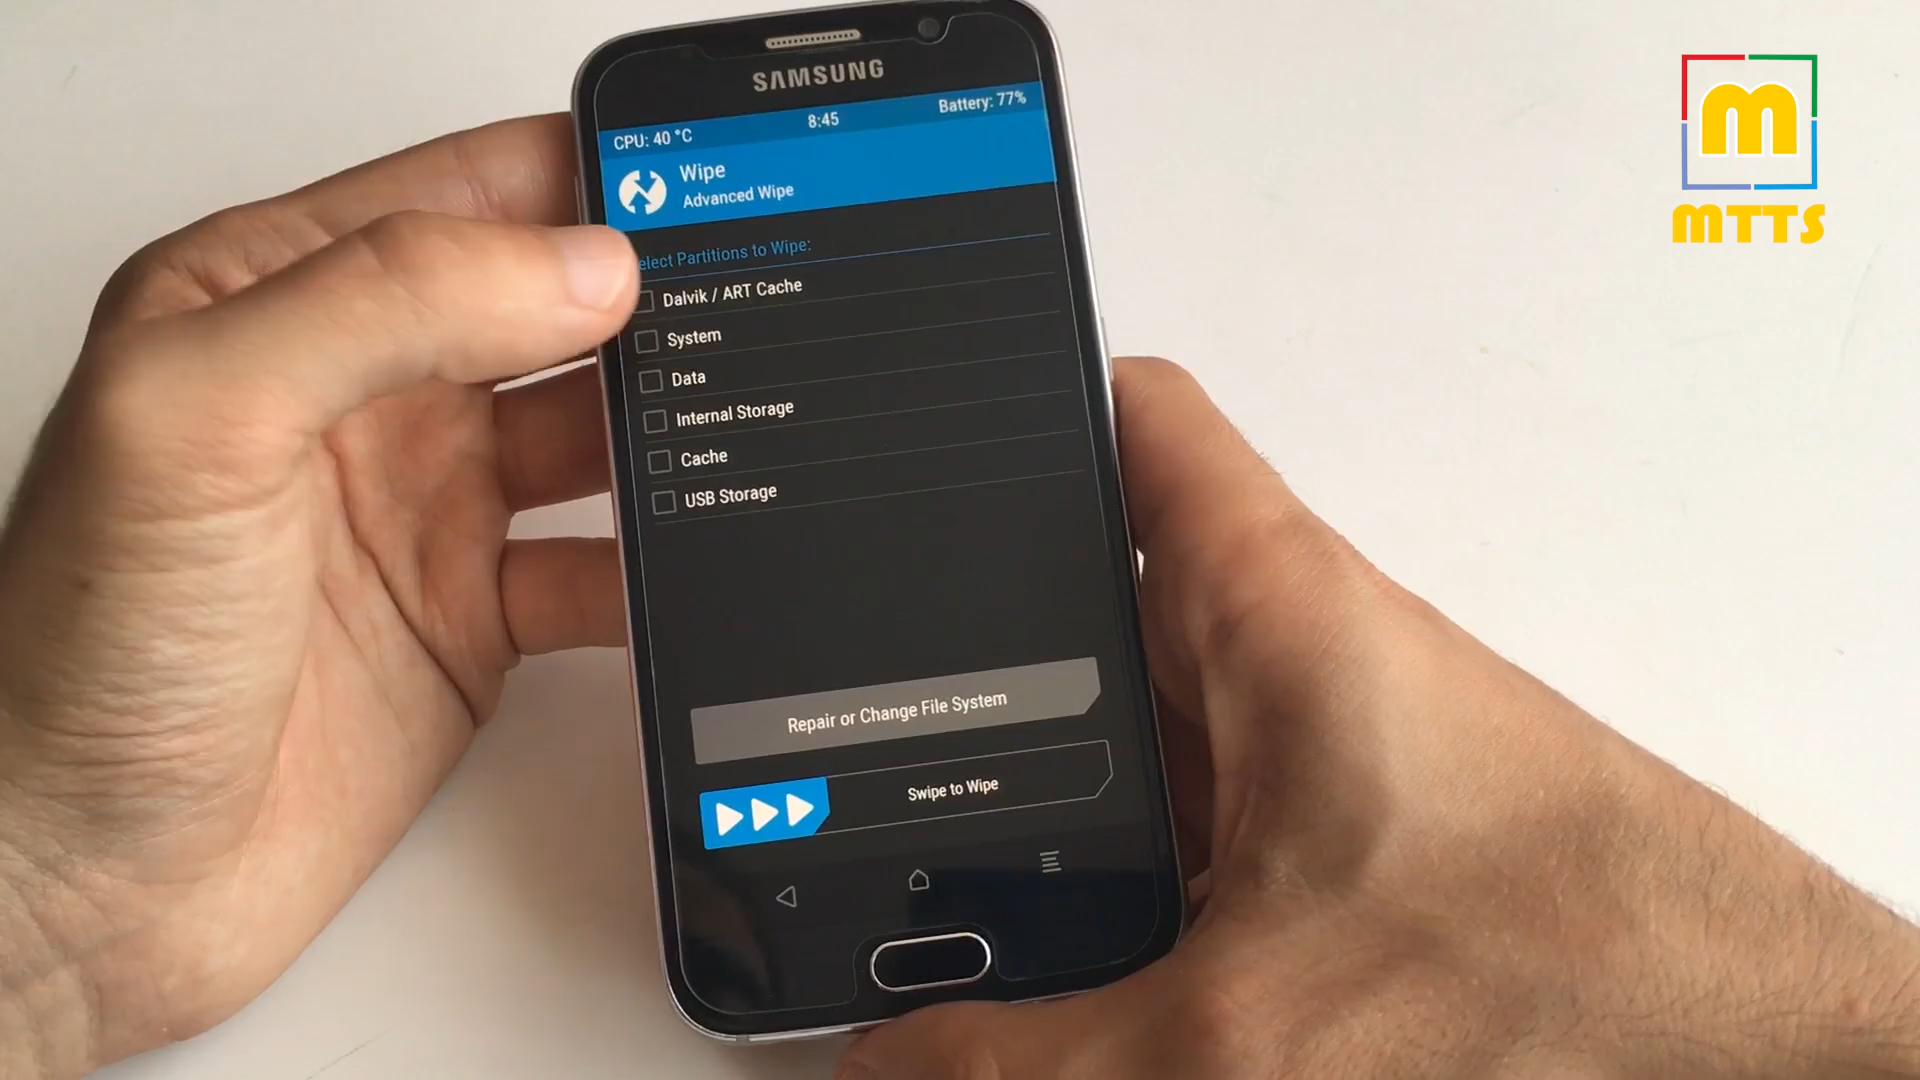 SAMSUNG
CPU: 40 °C
8:45
Battery: 77%
Wipe
Advanced Wipe
elect Partitions to Wipe:
Dalvik / ART Cache
System
Data
Internal Storage
Cache
USB Storage
Repair or Change File System
Swipe to Wipe
m
MTTS